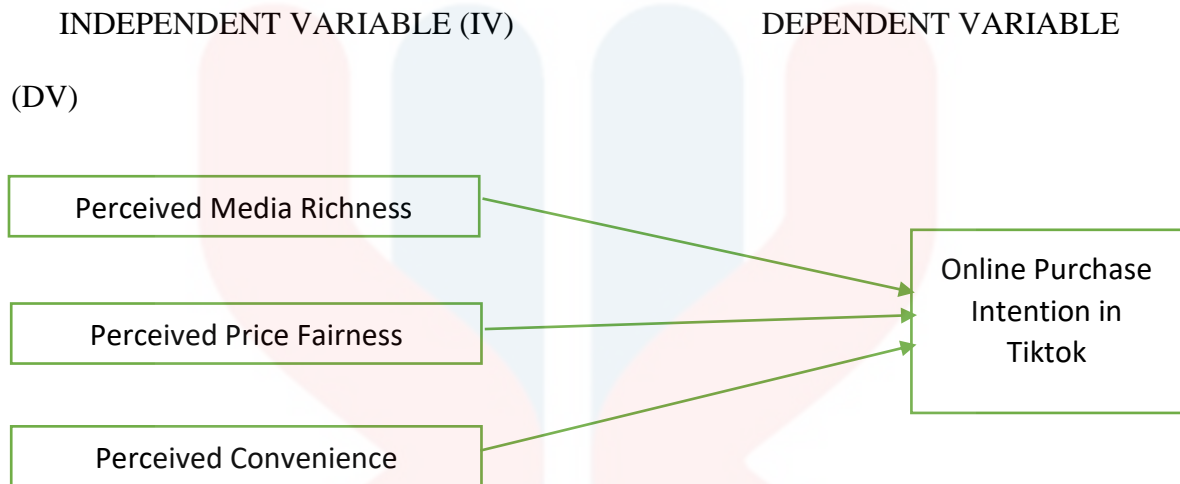 INDEPENDENT VARIABLE (IV) DEPENDENT VARIABLE
(DV)
Perceived Media Richness
Perceived Price Fairness
Perceived Convenience
Online Purchase
Intention in
Tiktok